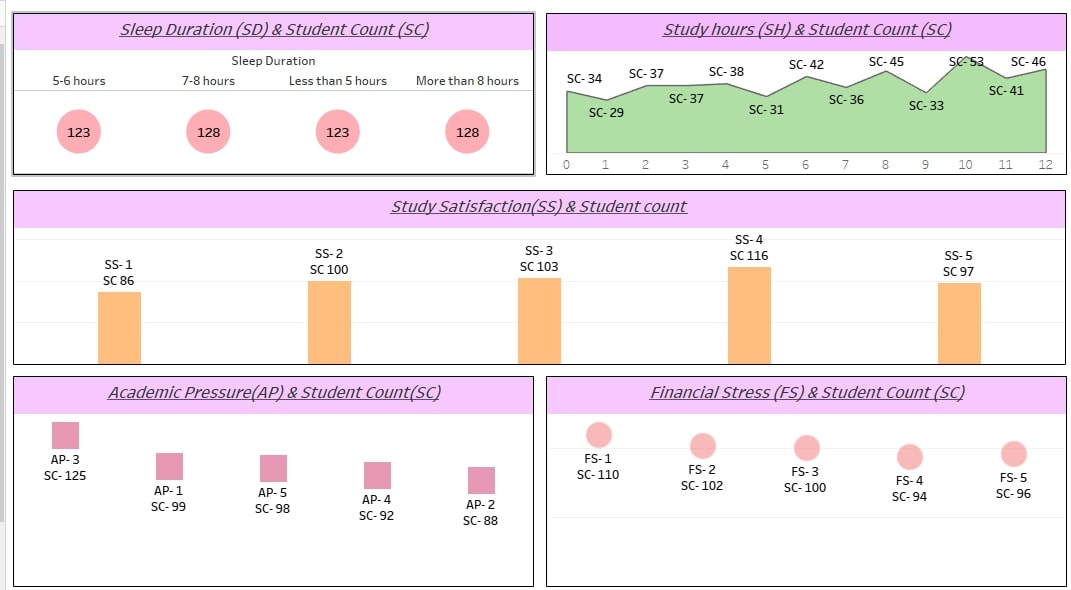 Sleep Duration (SD) & Student Count (SC)
Sleep Duration
5-6 hours 7-8 hours Less than 5 hours More than 8 hours
123 128 123 128
Study hours (SH) & Student Count (SC)
SC- 34 SC- 29 SC- 37 SC- 37 SC- 38 SC- 31 SC- 42 SC- 36 SC- 45 SC- 33 SC- 53 SC- 41 SC- 46
0 1 2 3 4 5 6 7 8 9 10 11 12
Study Satisfaction(SS) & Student count
SS- 1
SC 86
SS- 2
SC 100
SS- 3
SC 103
SS- 4
SC 116
SS- 5
SC 97
Academic Pressure(AP) & Student Count(SC)
AP- 3
SC- 125
AP- 1
SC- 99
AP- 5
SC- 98
AP- 4
SC- 92
AP- 2
SC- 88
Financial Stress (FS) & Student Count (SC)
FS- 1
SC- 110
FS- 2
SC- 102
FS- 3
SC- 100
FS- 4
SC- 94
FS- 5
SC- 96